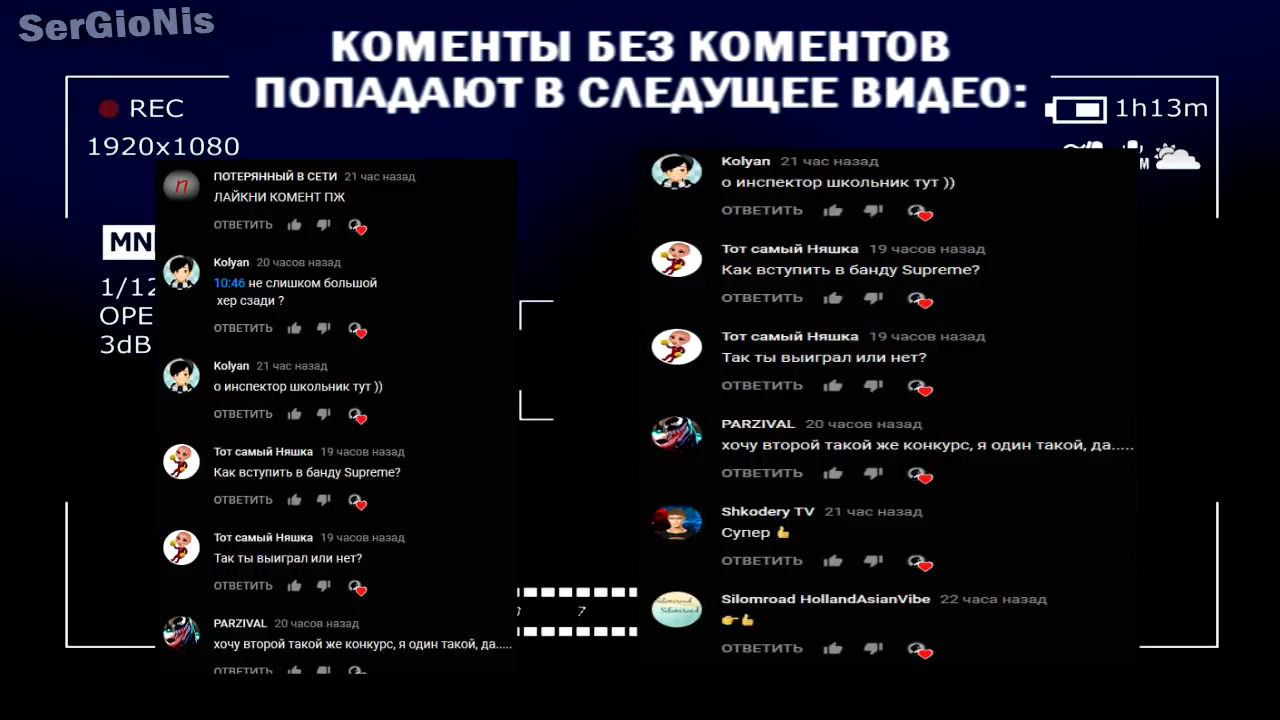 SerGioNis
КОМЕНТЫ БЕЗ КОМЕНТОВ
ПОПАДАЮТ В СЛЕДУЩЕЕ ВИДЕО:
REC
1920x1080
1h13m
M
MN
1/12
OPE
3dB
ПОТЕРЯННЫЙ В СЕТИ 21 час назад
ЛАЙКНИ КОМЕНТ ПЖ
ОТВЕТИТЬ
Kolyan 20 часов назад
10:46 не слишком большой
хер сзади ?
ОТВЕТИТЬ
Kolyan 21 час назад
о инспектор школьник тут ))
ОТВЕТИТЬ
Тот самый Няшка 19 часов назад
Как вступить в банду Supreme?
ОТВЕТИТЬ
Тот самый Няшка 19 часов назад
Так ты выиграл или нет?
ОТВЕТИТЬ
PARZIVAL 20 часов назад
хочу второй такой же конкурс, я один такой, да.....
ОТВЕТИТЬ
Kolyan 21 час назад
о инспектор школьник тут ))
ОТВЕТИТЬ
Тот самый Няшка 19 часов назад
Как вступить в банду Supreme?
ОТВЕТИТЬ
Тот самый Няшка 19 часов назад
Так ты выиграл или нет?
ОТВЕТИТЬ
PARZIVAL 20 часов назад
хочу второй такой же конкурс, я один такой, да.....
ОТВЕТИТЬ
Shkodery TV 21 час назад
Супер 👍
ОТВЕТИТЬ
Silomroad HollandAsianVibe 22 часа назад
👉👍
ОТВЕТИТЬ
7